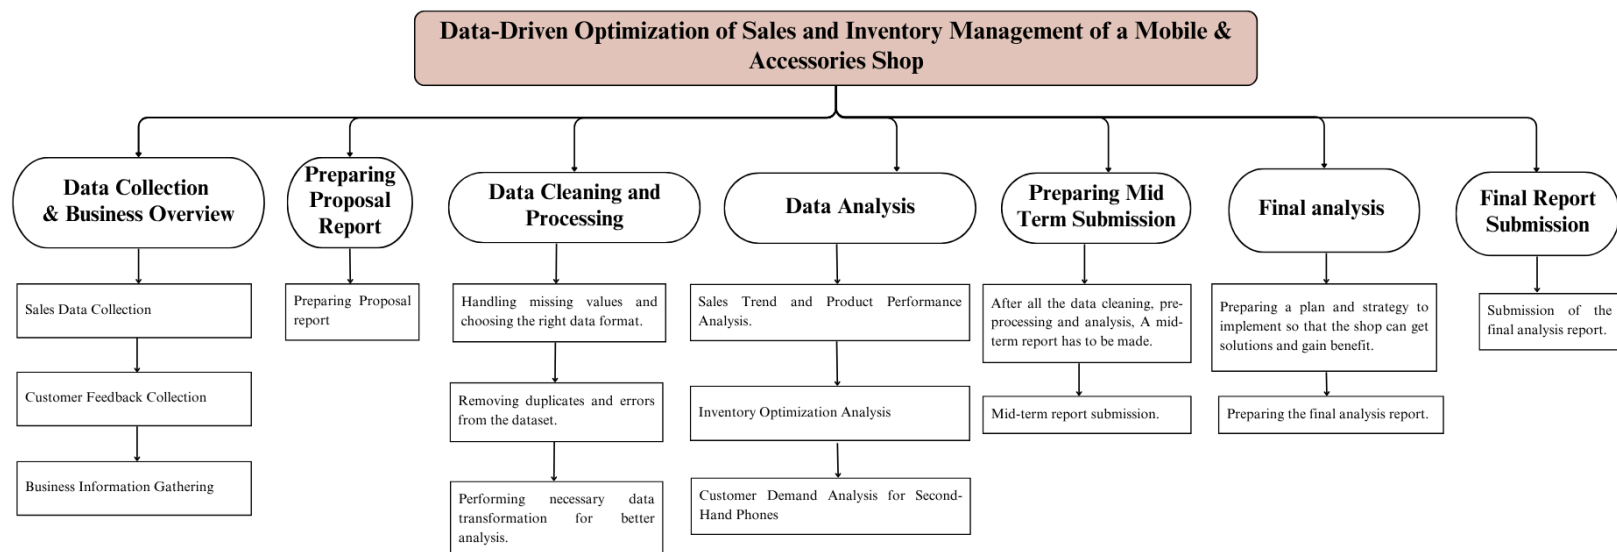 Data-Driven Optimization of Sales and Inventory Management of a Mobile &
Accessories Shop
Data Collection
& Business Overview
Sales Data Collection
Customer Feedback Collection
Business Information Gathering
Preparing
Proposal
Report
Preparing Proposal
report
Data Cleaning and
Processing
Handling missing values and
choosing the right data format.
Removing duplicates and errors
from the dataset.
Performing necessary data
transformation for better
analysis.
Data Analysis
Sales Trend and Product Performance
Analysis.
Inventory Optimization Analysis
Customer Demand Analysis for Second-
Hand Phones
Preparing Mid
Term Submission
After all the data cleaning, pre-
processing and analysis, A mid-
term report has to be made.
Mid-term report submission.
Final analysis
Preparing a plan and strategy to
implement so that the shop can get
solutions and gain benefit.
Preparing the final analysis report.
Final Report
Submission
Submission of the
final analysis report.